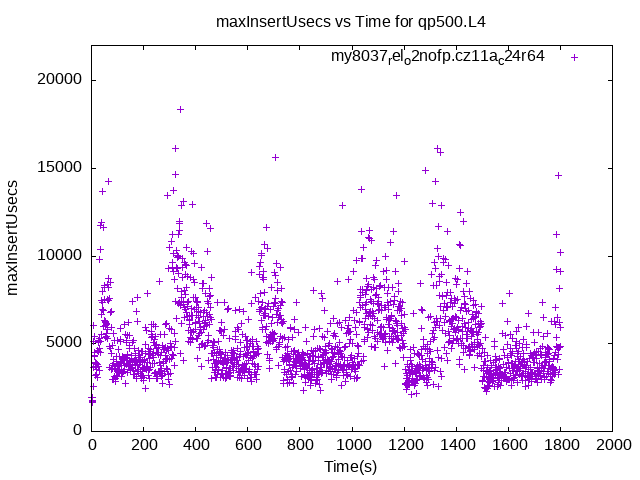 maxInsertUsecs vs Time for qp500.L4
my8037_rel_o2nofp.cz11a_c24r64
20000
15000
10000
5000
0
maxInsertUsecs
0 200 400 600 800 1000 1200 1400 1600 1800 2000
Time(s)